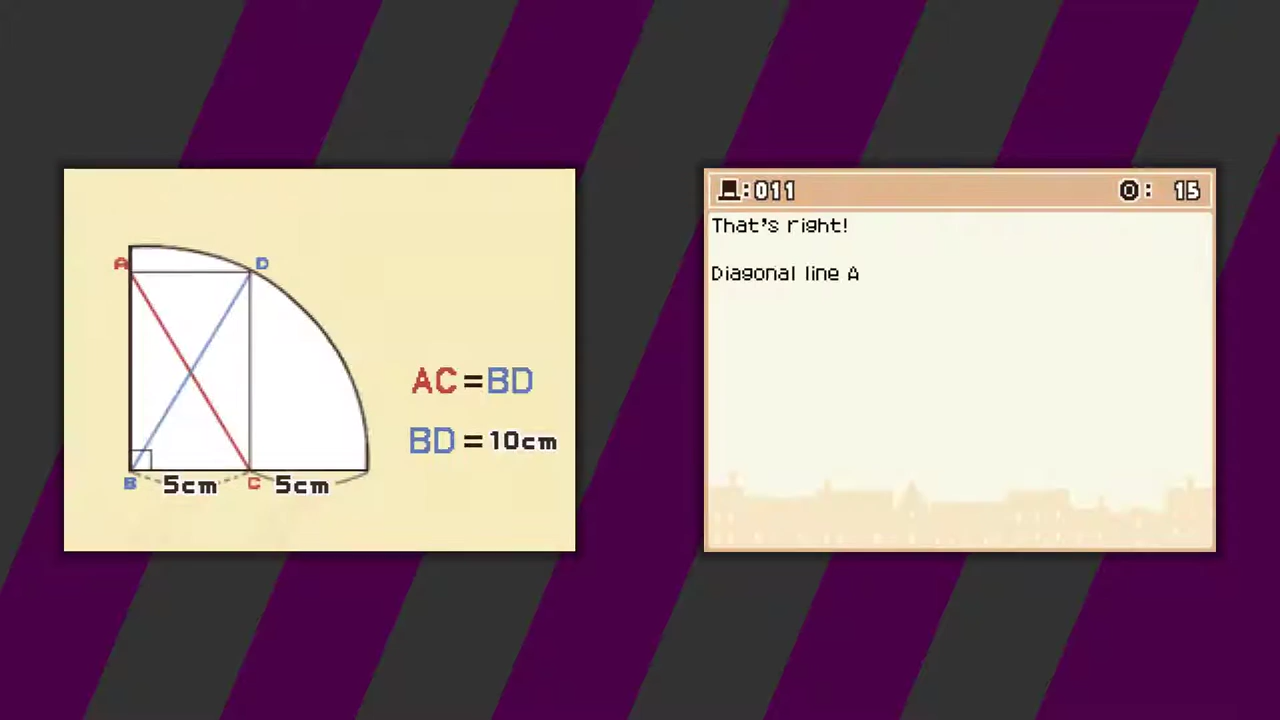 A D
AC=BD
BD=10cm
B 5cm C 5cm
:011 : 15
That's right!
Diagonal line A